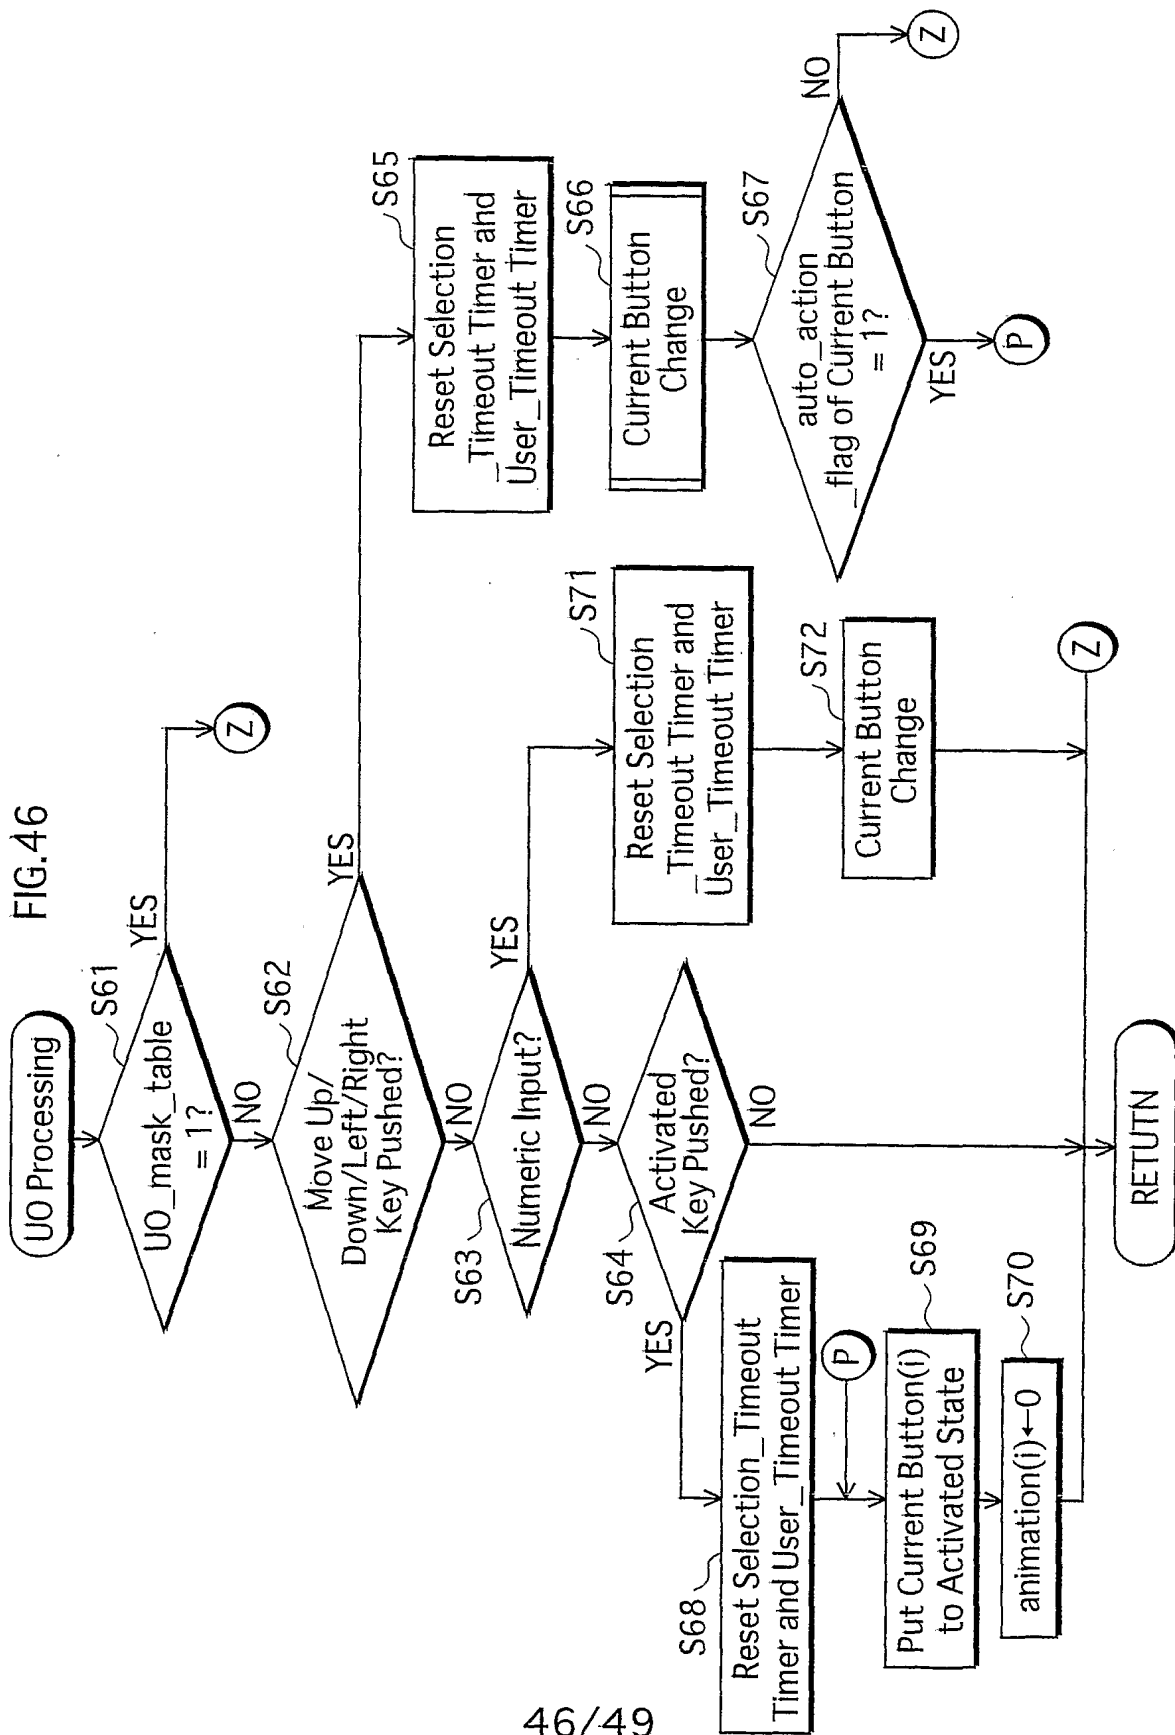 FIG.46
UO Processing
S61
UO_mask_table
= 1?
YES
Z
NO
S62
Move Up/
Down/Left/Right
Key Pushed?
YES
NO
S63
Numeric Input?
YES
NO
S64
Activated
Key Pushed?
YES
NO
S65
Reset Selection
_Timeout Timer and
User_Timeout Timer
S66
Current Button
Change
S67
auto_action
_flag of Current Button
= 1?
NO
Z
YES
P
S71
Reset Selection
_Timeout Timer and
User_Timeout Timer
S72
Current Button
Change
Z
S68
Reset Selection_Timeout
Timer and User_Timeout Timer
P
S69
Put Current Button(i)
to Activated State
S70
animation(i)←0
RETUTN
46/49